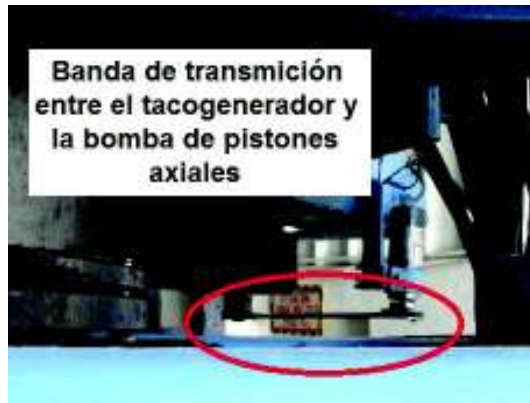 Banda de transmición
entre el tacogenerador y
la bomba de pistones
axiales